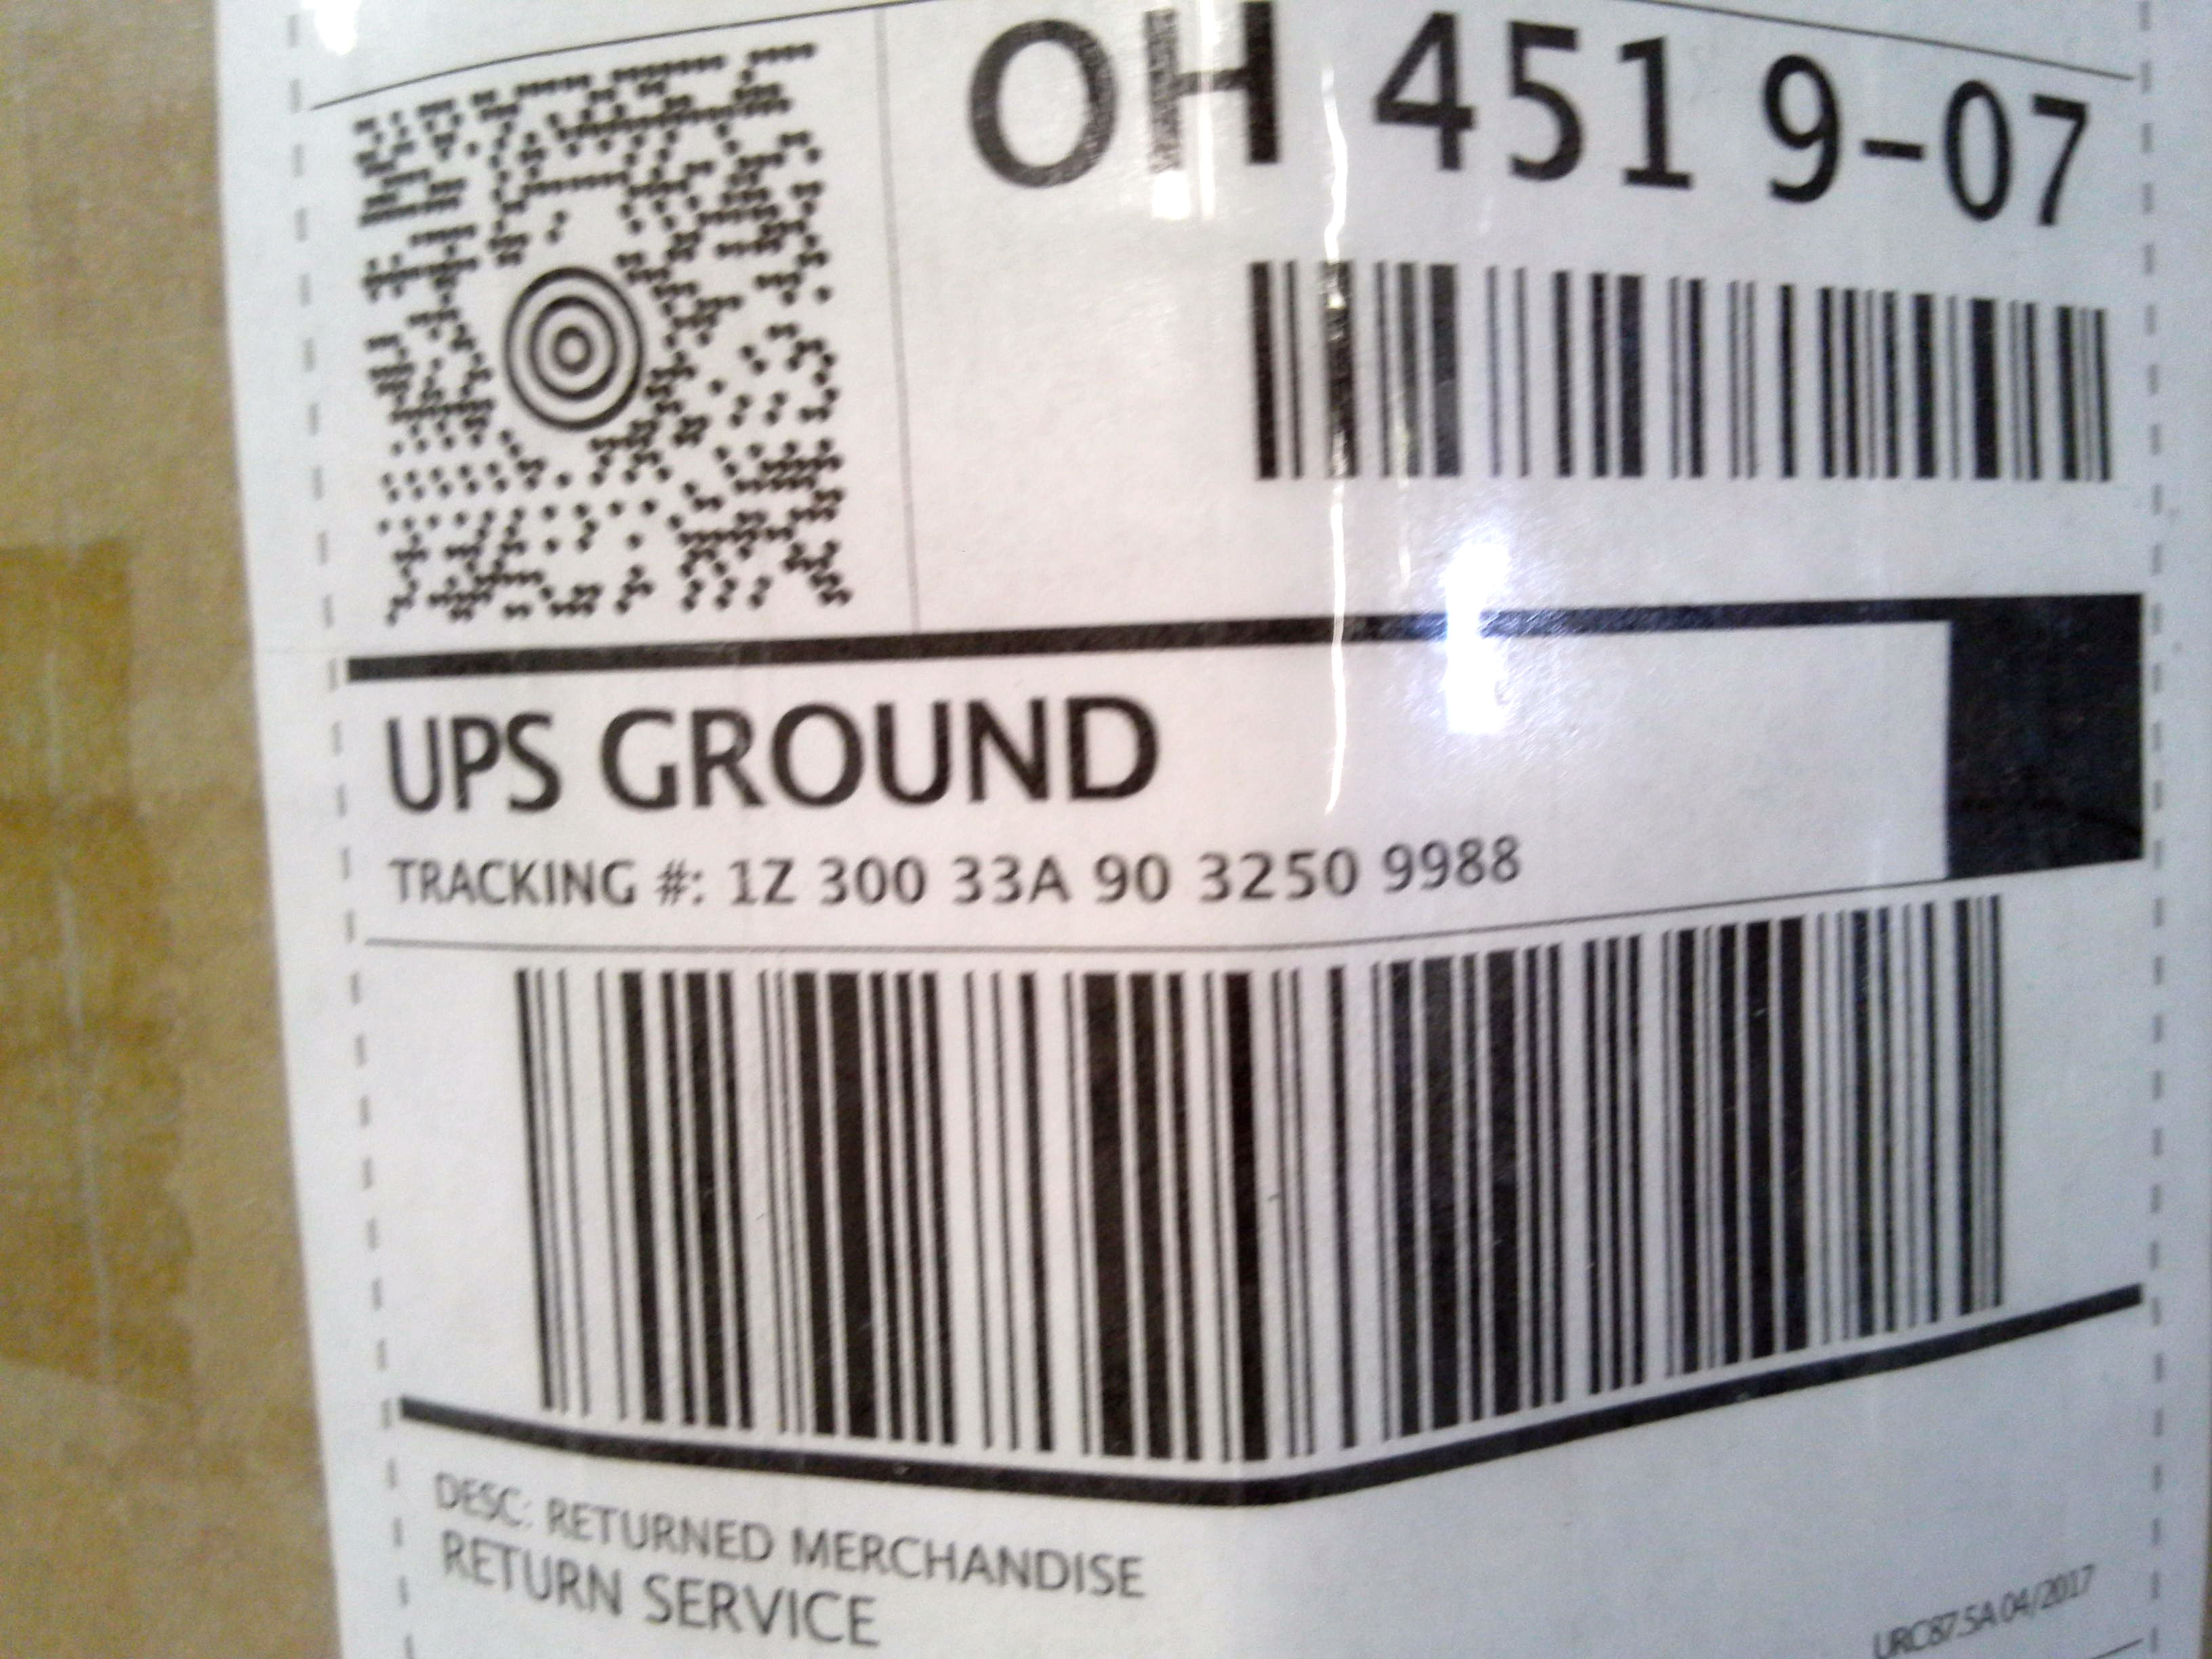 OH 451 9-07
UPS GROUND
TRACKING #: 1Z 300 33A 90 3250 9988
DESC: RETURNED MERCHANDISE
RETURN SERVICE
URC87.5A 04/2017